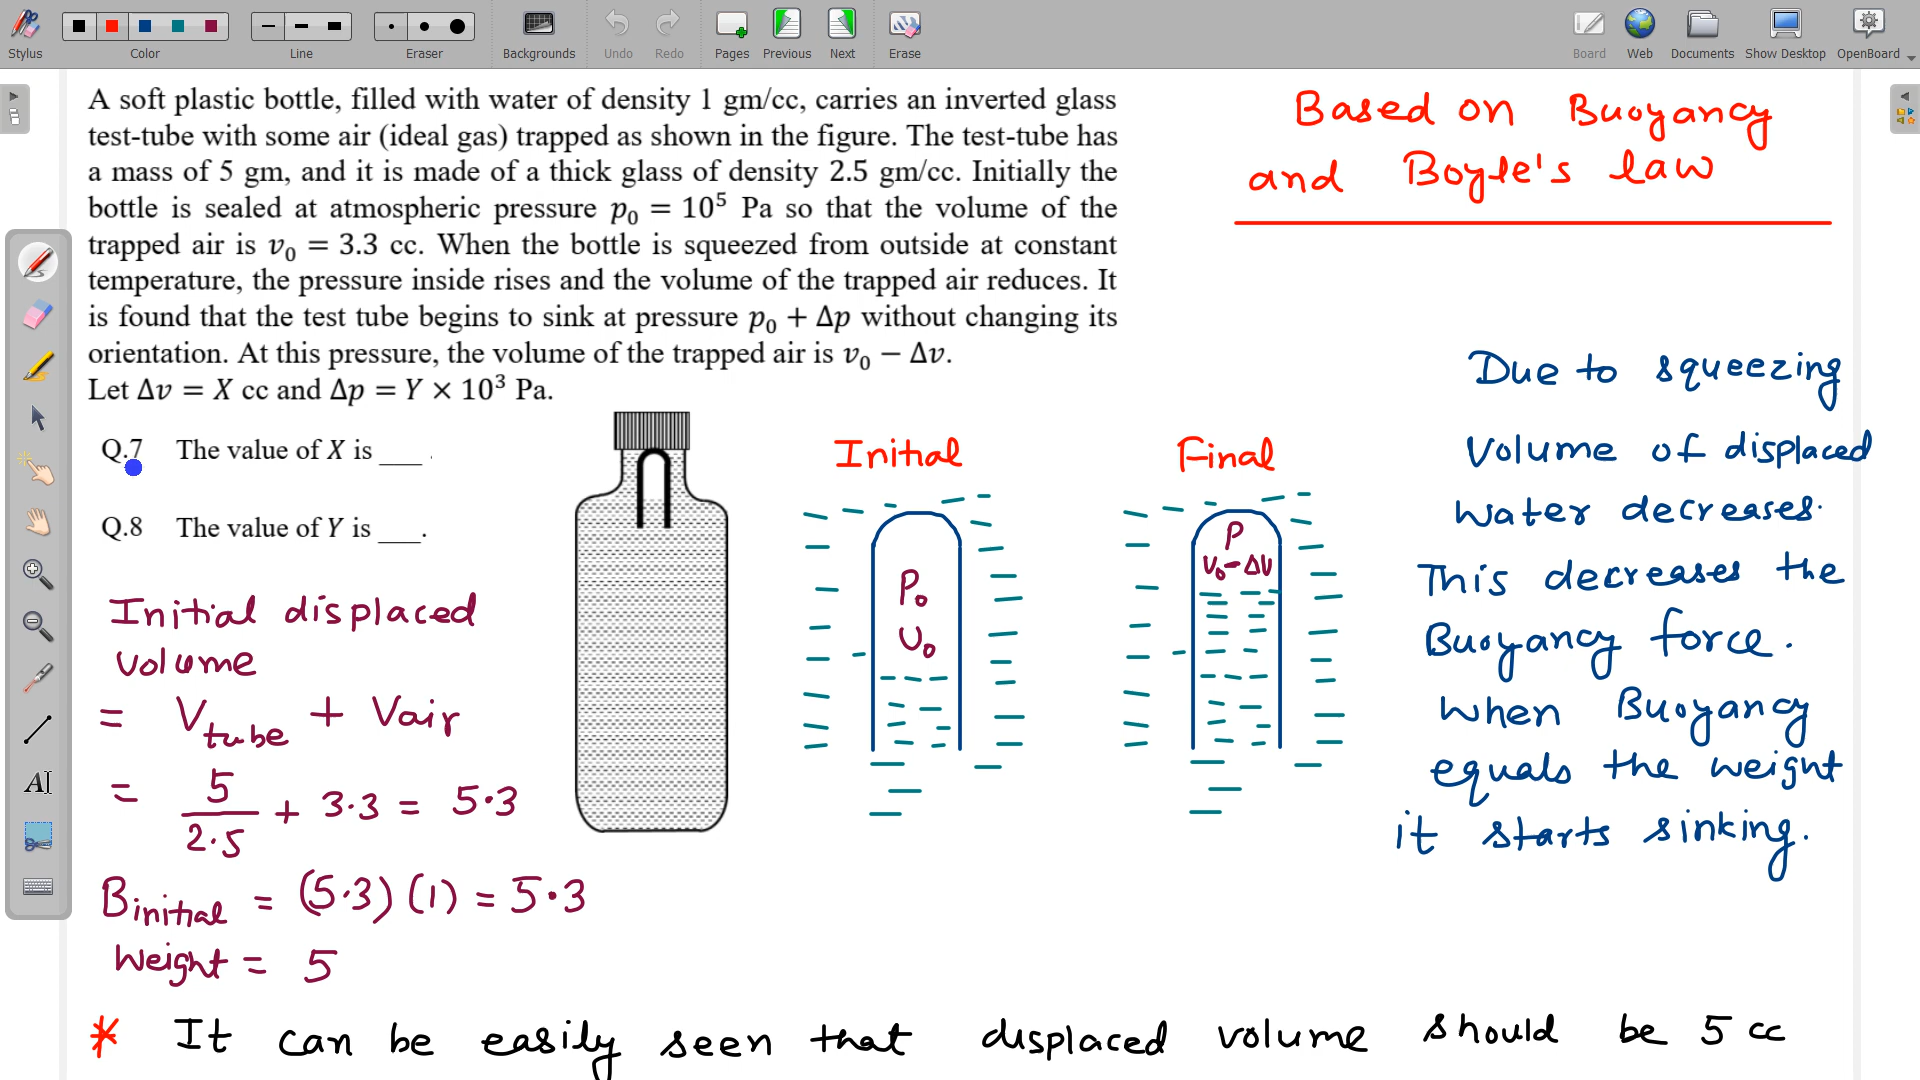 Stylus Color Line Eraser Backgrounds Undo Redo Pages Previous Next Erase Board Web Documents Show Desktop OpenBoard
A soft plastic bottle, filled with water of density 1 gm/cc, carries an inverted glass
test-tube with some air (ideal gas) trapped as shown in the figure. The test-tube has
a mass of 5 gm, and it is made of a thick glass of density 2.5 gm/cc. Initially the
bottle is sealed at atmospheric pressure p₀ = 10⁵ Pa so that the volume of the
trapped air is v₀ = 3.3 cc. When the bottle is squeezed from outside at constant
temperature, the pressure inside rises and the volume of the trapped air reduces. It
is found that the test tube begins to sink at pressure p₀ + Δp without changing its
orientation. At this pressure, the volume of the trapped air is v₀ − Δv.
Let Δv = X cc and Δp = Y × 10³ Pa.
Q.7 The value of X is ___ .
Q.8 The value of Y is ___.
Based on Buoyancy
and Boyle's law
Initial
P₀
V₀
Final
P
V₀-ΔV
Due to squeezing
Volume of displaced
Water decreases.
This decreases the
Buoyancy force.
When Buoyancy
equals the weight
it starts sinking.
Initial displaced
volume
= Vtube + Vair
= 5/2.5 + 3.3 = 5.3
Binitial = (5.3)(1) = 5.3
Weight = 5
* It can be easily seen that displaced volume should be 5 cc